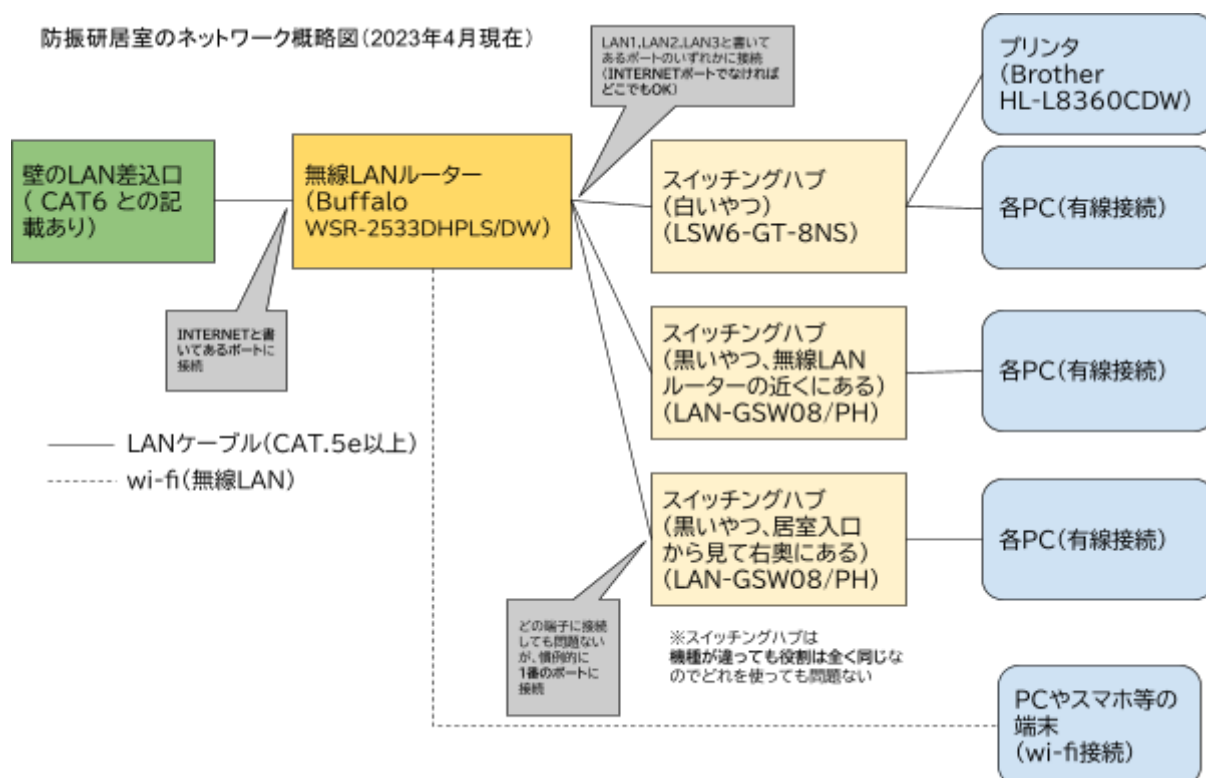 防振研居室のネットワーク概略図(2023年4月現在)
LAN1,LAN2,LAN3と書いて
あるポートのいずれかに接続
(INTERNETポートでなければ
どこでもOK)
プリンタ
(Brother
HL-L8360CDW)
壁のLAN差込口
( CAT6 との記
載あり)
無線LANルーター
(Buffalo
WSR-2533DHPLS/DW)
スイッチングハブ
(白いやつ)
(LSW6-GT-8NS)
各PC(有線接続)
INTERNETと書
いてあるポートに
接続
スイッチングハブ
(黒いやつ、無線LAN
ルーターの近くにある)
(LAN-GSW08/PH)
各PC(有線接続)
LANケーブル(CAT.5e以上)
wi-fi(無線LAN)
スイッチングハブ
(黒いやつ、居室入口
から見て右奥にある)
(LAN-GSW08/PH)
各PC(有線接続)
どの端子に接続
しても問題ない
が、慣例的に
1番のポートに
接続
※スイッチングハブは
機種が違っても役割は全く同じな
のでどれを使っても問題ない
PCやスマホ等の
端末
(wi-fi接続)